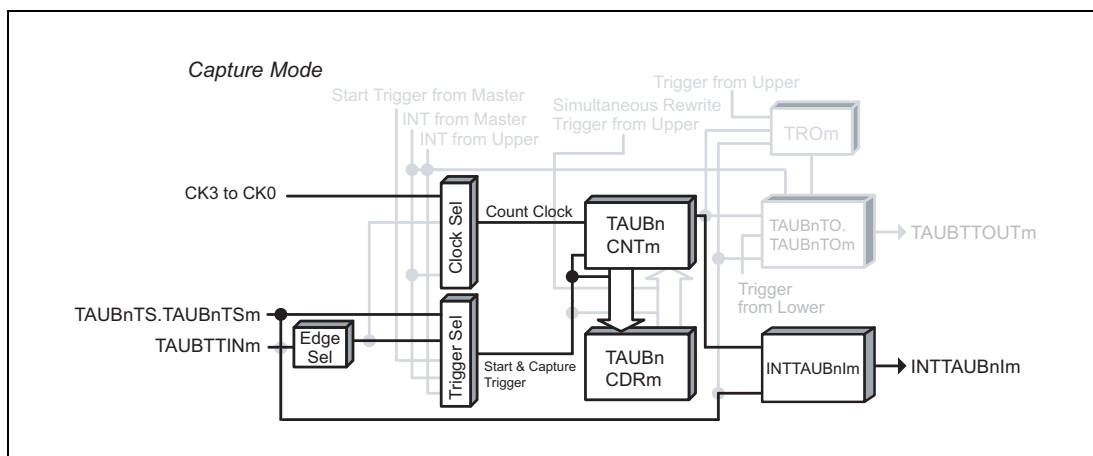 Capture Mode
Start Trigger from Master
INT from Master
INT from Upper
Simultaneous Rewrite
Trigger from Upper
Trigger from Upper
TROm
CK3 to CK0
Clock Sel
Count Clock
TAUBn
CNTm
TAUBnTO.
TAUBnTOm
TAUBTTOUTm
Trigger
from Lower
TAUBnTS.TAUBnTSm
TAUBTTINm
Edge
Sel
Trigger Sel
Start & Capture
Trigger
TAUBn
CDRm
INTTAUBnIm
INTTAUBnIm